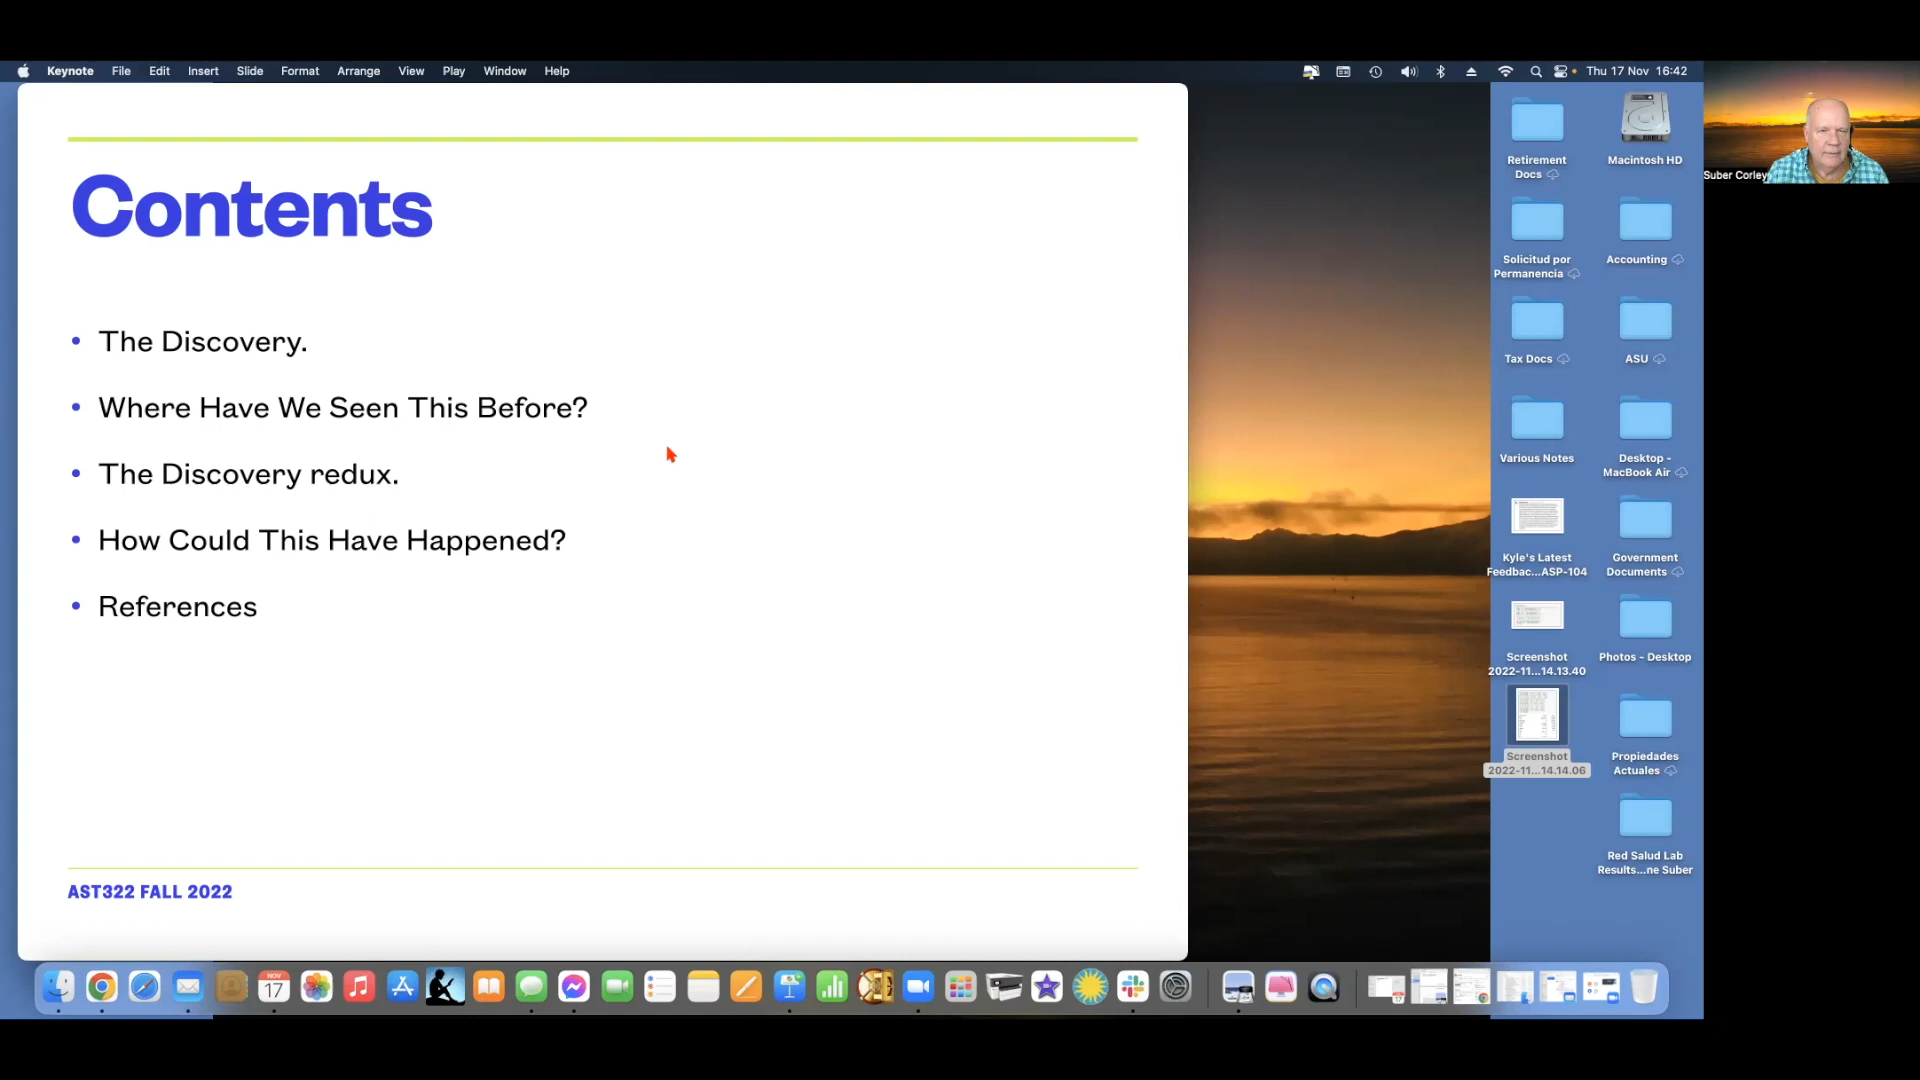 Keynote File Edit Insert Slide Format Arrange View Play Window Help
Thu 17 Nov 16:42
Contents
• The Discovery.
• Where Have We Seen This Before?
• The Discovery redux.
• How Could This Have Happened?
• References
AST322 FALL 2022
Retirement
Docs
Macintosh HD
Solicitud por
Permanencia
Accounting
Tax Docs
ASU
Various Notes
Desktop -
MacBook Air
Kyle's Latest
Feedbac...ASP-104
Government
Documents
Screenshot
2022-11...14.13.40
Photos - Desktop
Screenshot
2022-11...14.14.06
Propiedades
Actuales
Red Salud Lab
Results...ne Suber
Suber Corley
NOV
17